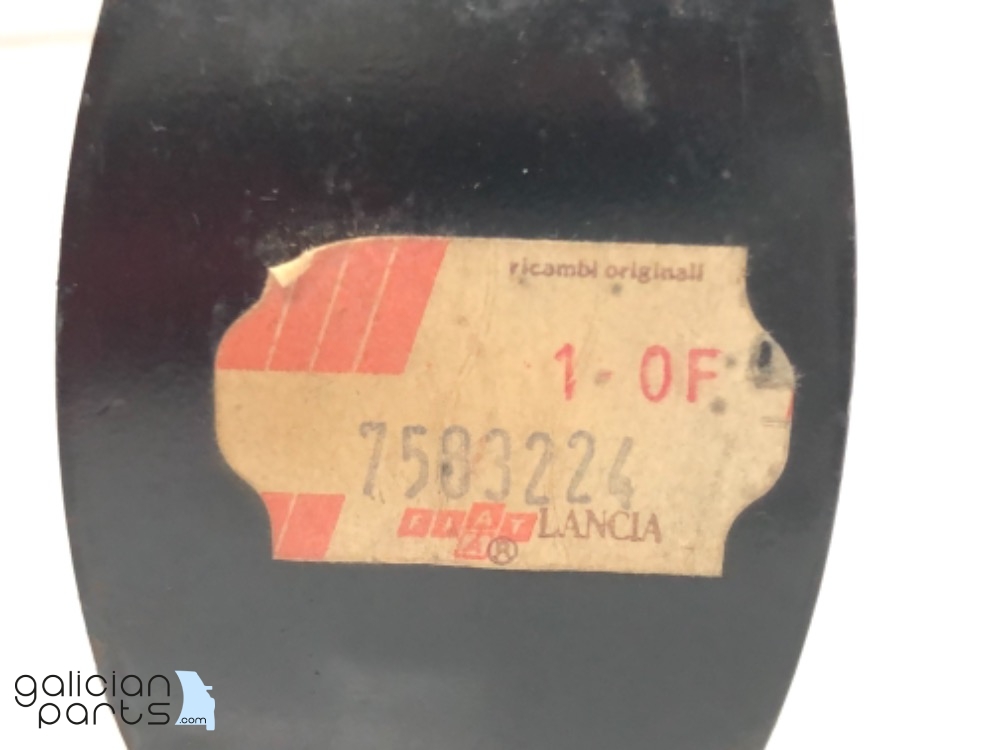 ricambi originali
1-0F
7583224
FIAT LANCIA
®
galician
parts.com